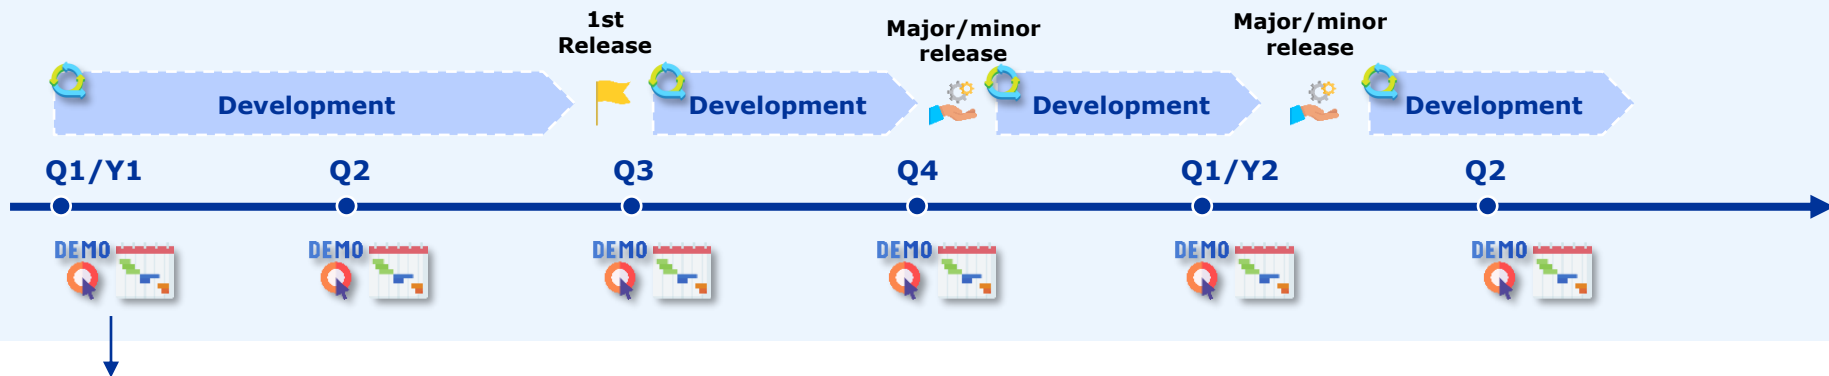 1st
Release
Major/minor
release
Major/minor
release
Development
Development
Development
Development
Q1/Y1
Q2
Q3
Q4
Q1/Y2
Q2
DEMO
DEMO
DEMO
DEMO
DEMO
DEMO